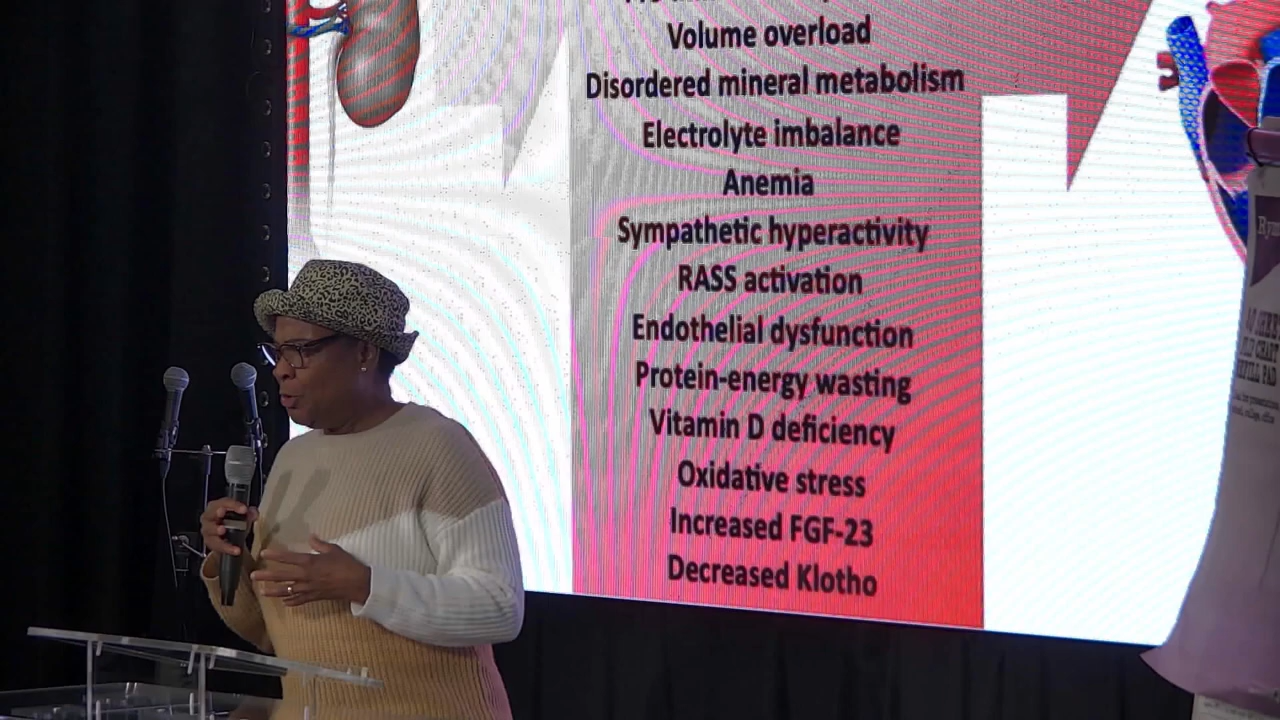 Volume overload
Disordered mineral metabolism
Electrolyte imbalance
Anemia
Sympathetic hyperactivity
RASS activation
Endothelial dysfunction
Protein-energy wasting
Vitamin D deficiency
Oxidative stress
Increased FGF-23
Decreased Klotho